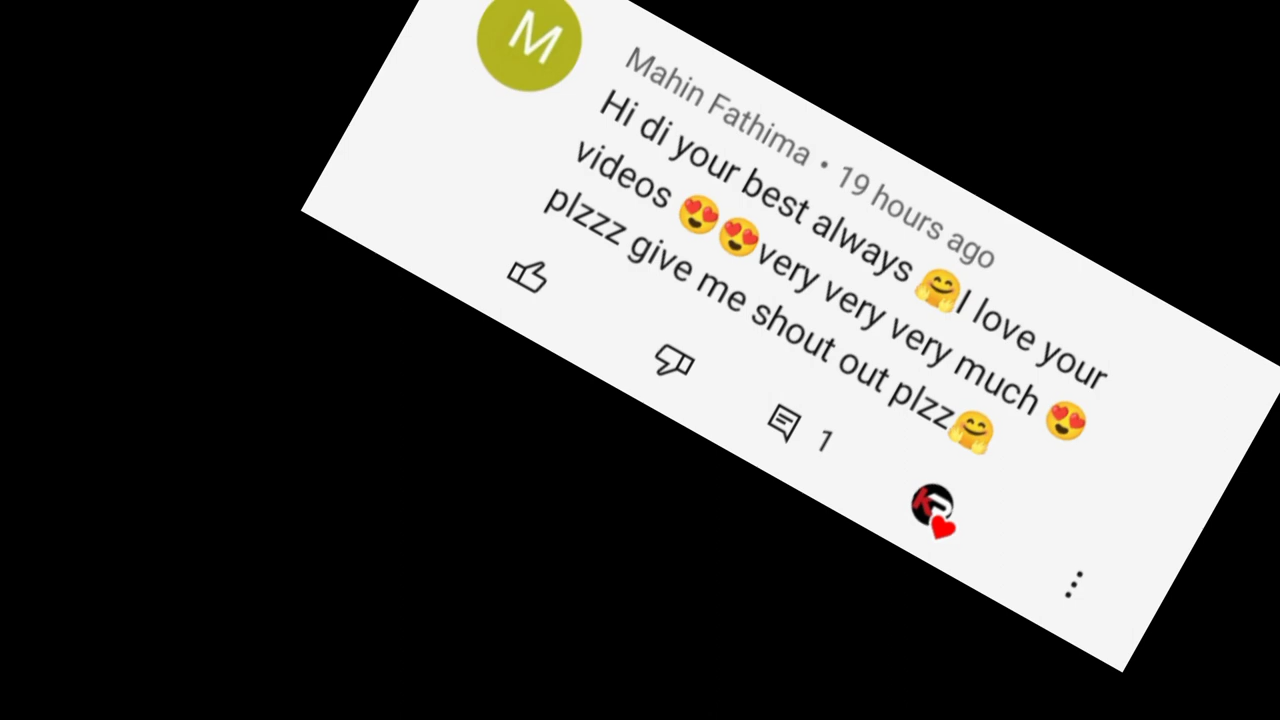 M
Mahin Fathima • 19 hours ago
Hi di your best always 🤗I love your
videos 😍😍very very very much 😍
plzzz give me shout out plzz🤗
1